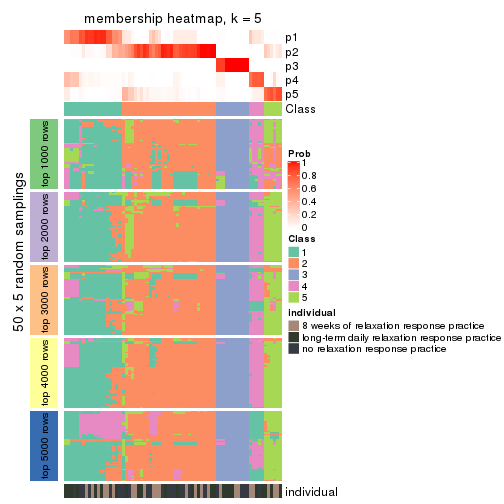 membership heatmap, k = 5
p1
p2
p3
p4
p5
Class
50 x 5 random samplings
top 1000 rows
top 2000 rows
top 3000 rows
top 4000 rows
top 5000 rows
individual
Prob
1
0.8
0.6
0.4
0.2
0
Class
1
2
3
4
5
individual
8 weeks of relaxation response practice
long-term daily relaxation response practice
no relaxation response practice